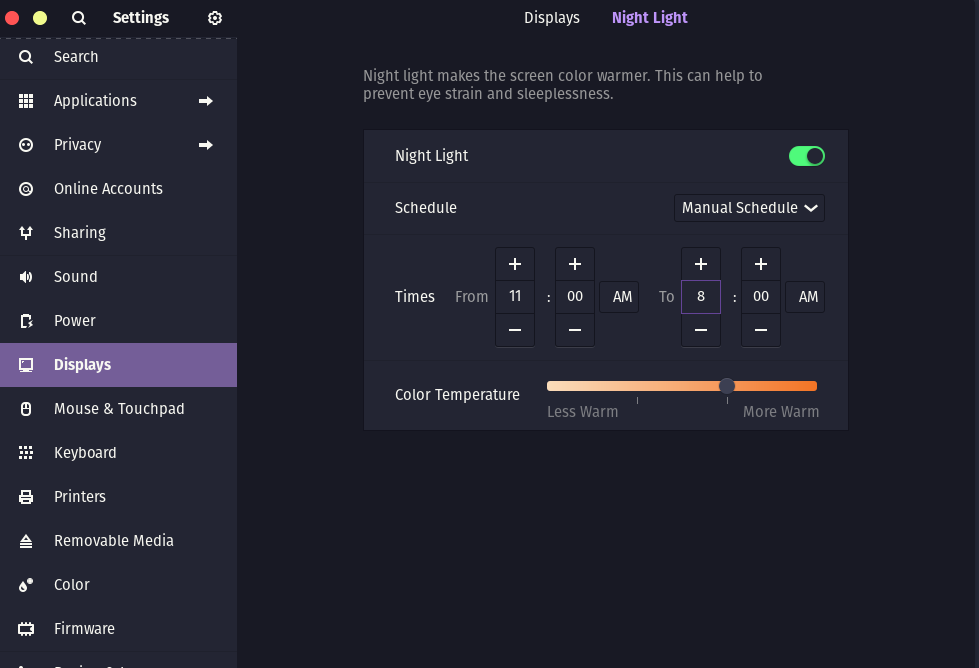 Settings
Displays
Night Light
Search
Applications
Privacy
Online Accounts
Sharing
Sound
Power
Displays
Mouse & Touchpad
Keyboard
Printers
Removable Media
Color
Firmware
Night light makes the screen color warmer. This can help to
prevent eye strain and sleeplessness.
Night Light
Schedule
Manual Schedule
+ + + +
Times From 11 : 00 AM To 8 : 00 AM
− − − −
Color Temperature
Less Warm
More Warm